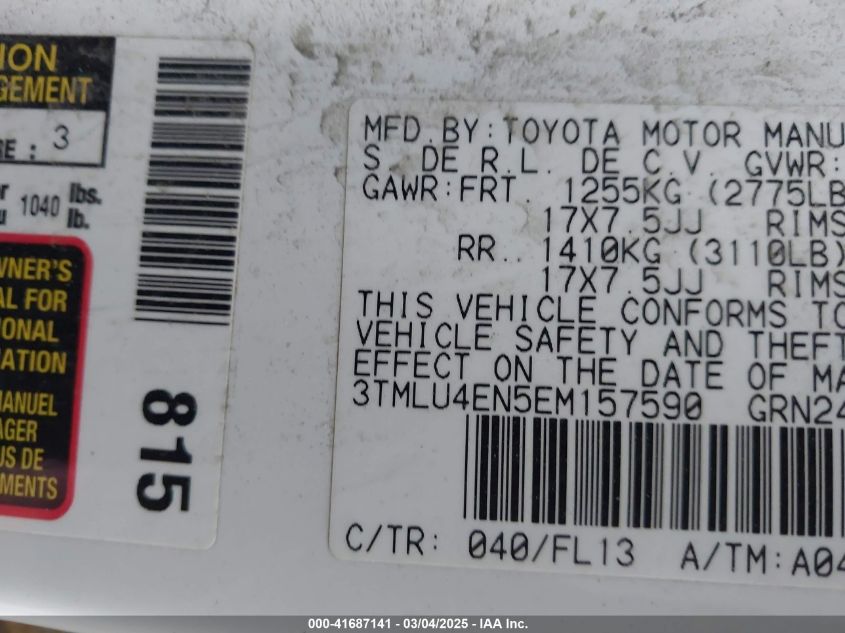 ION
GEMENT
RE : 3
1040 lbs.
lb.
WNER'S
AL FOR
IONAL
ATION
MANUEL
AGER
US DE
EMENTS
815
MFD.BY:TOYOTA MOTOR MANU
S. DE R.L. DE C.V. GVWR:
GAWR:FRT. 1255KG (2775LB
17X7.5JJ RIMS
RR.. 1410KG (3110LB)
17X7.5JJ RIMS
THIS VEHICLE CONFORMS TO
VEHICLE SAFETY AND THEFT
EFFECT ON THE DATE OF MA
3TMLU4EN5EM157590 GRN24
C/TR: 040/FL13 A/TM:A04
000-41687141 - 03/04/2025 - IAA Inc.